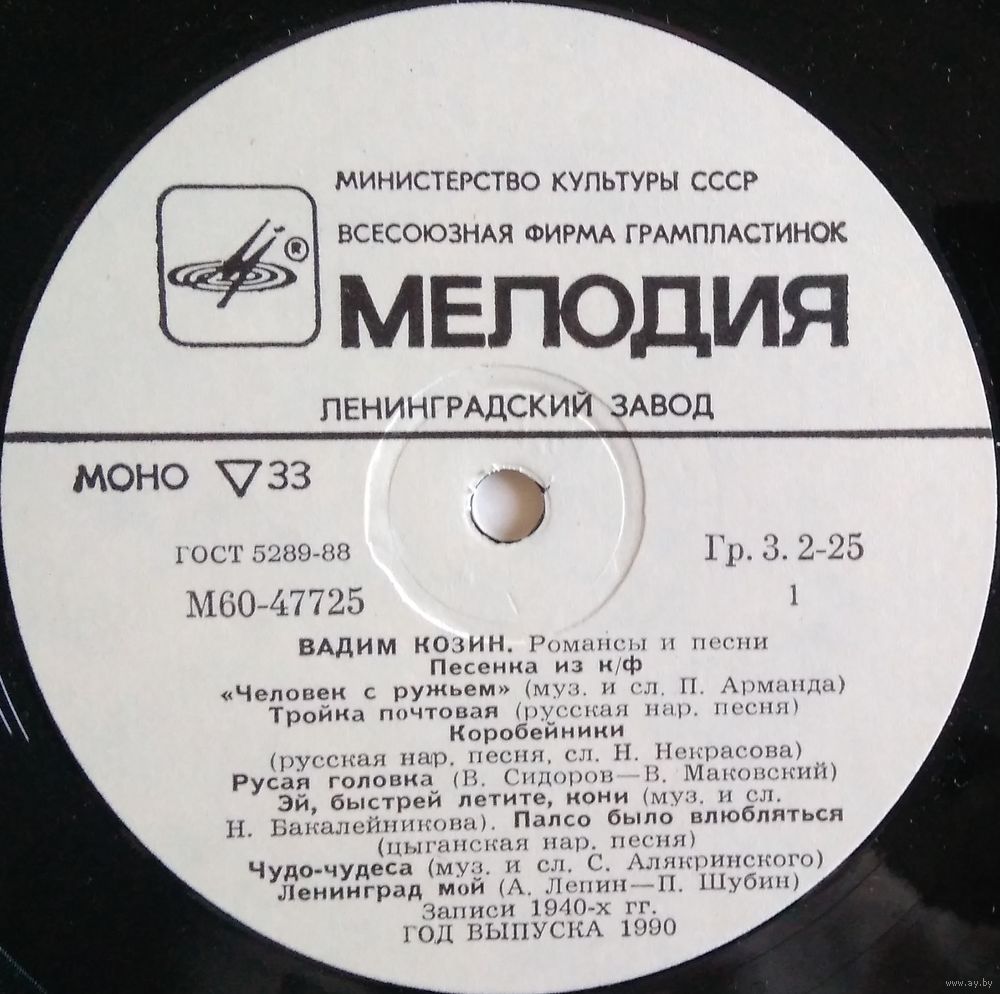 МИНИСТЕРСТВО КУЛЬТУРЫ СССР
ВСЕСОЮЗНАЯ ФИРМА ГРАМПЛАСТИНОК
®
МЕЛОДИЯ
ЛЕНИНГРАДСКИЙ ЗАВОД
МОНО ▽ 33
ГОСТ 5289-88
Гр. 3. 2-25
М60-47725
1
ВАДИМ КОЗИН. Романсы и песни
Песенка из к/ф
«Человек с ружьем» (муз. и сл. П. Арманда)
Тройка почтовая (русская нар. песня)
Коробейники
(русская нар. песня, сл. Н. Некрасова)
Русая головка (В. Сидоров—В. Маковский)
Эй, быстрей летите, кони (муз. и сл.
Н. Бакалейникова). Палсо было влюбляться
(цыганская нар. песня)
Чудо-чудеса (муз. и сл. С. Алякринского)
Ленинград мой (А. Лепин—П. Шубин)
Записи 1940-х гг.
ГОД ВЫПУСКА 1990
www.ay.by